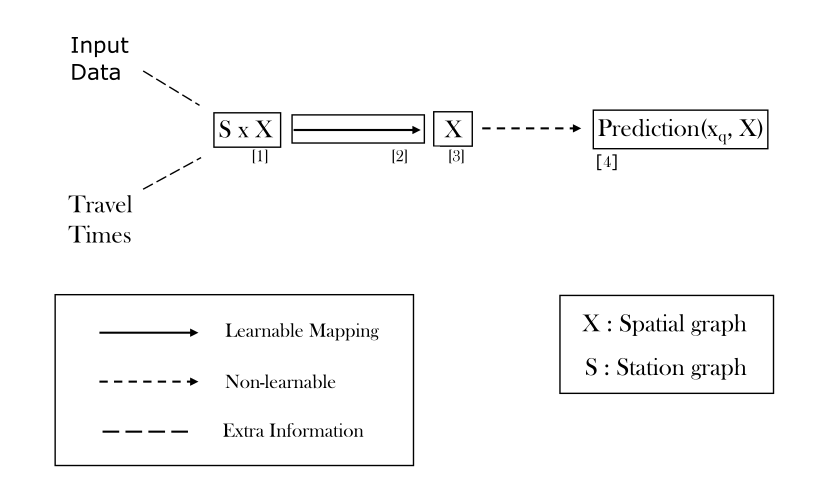 Input
Data
S x X
[1]
[2]
X
[3]
Prediction(xq, X)
[4]
Travel
Times
Learnable Mapping
Non-learnable
Extra Information
X : Spatial graph
S : Station graph